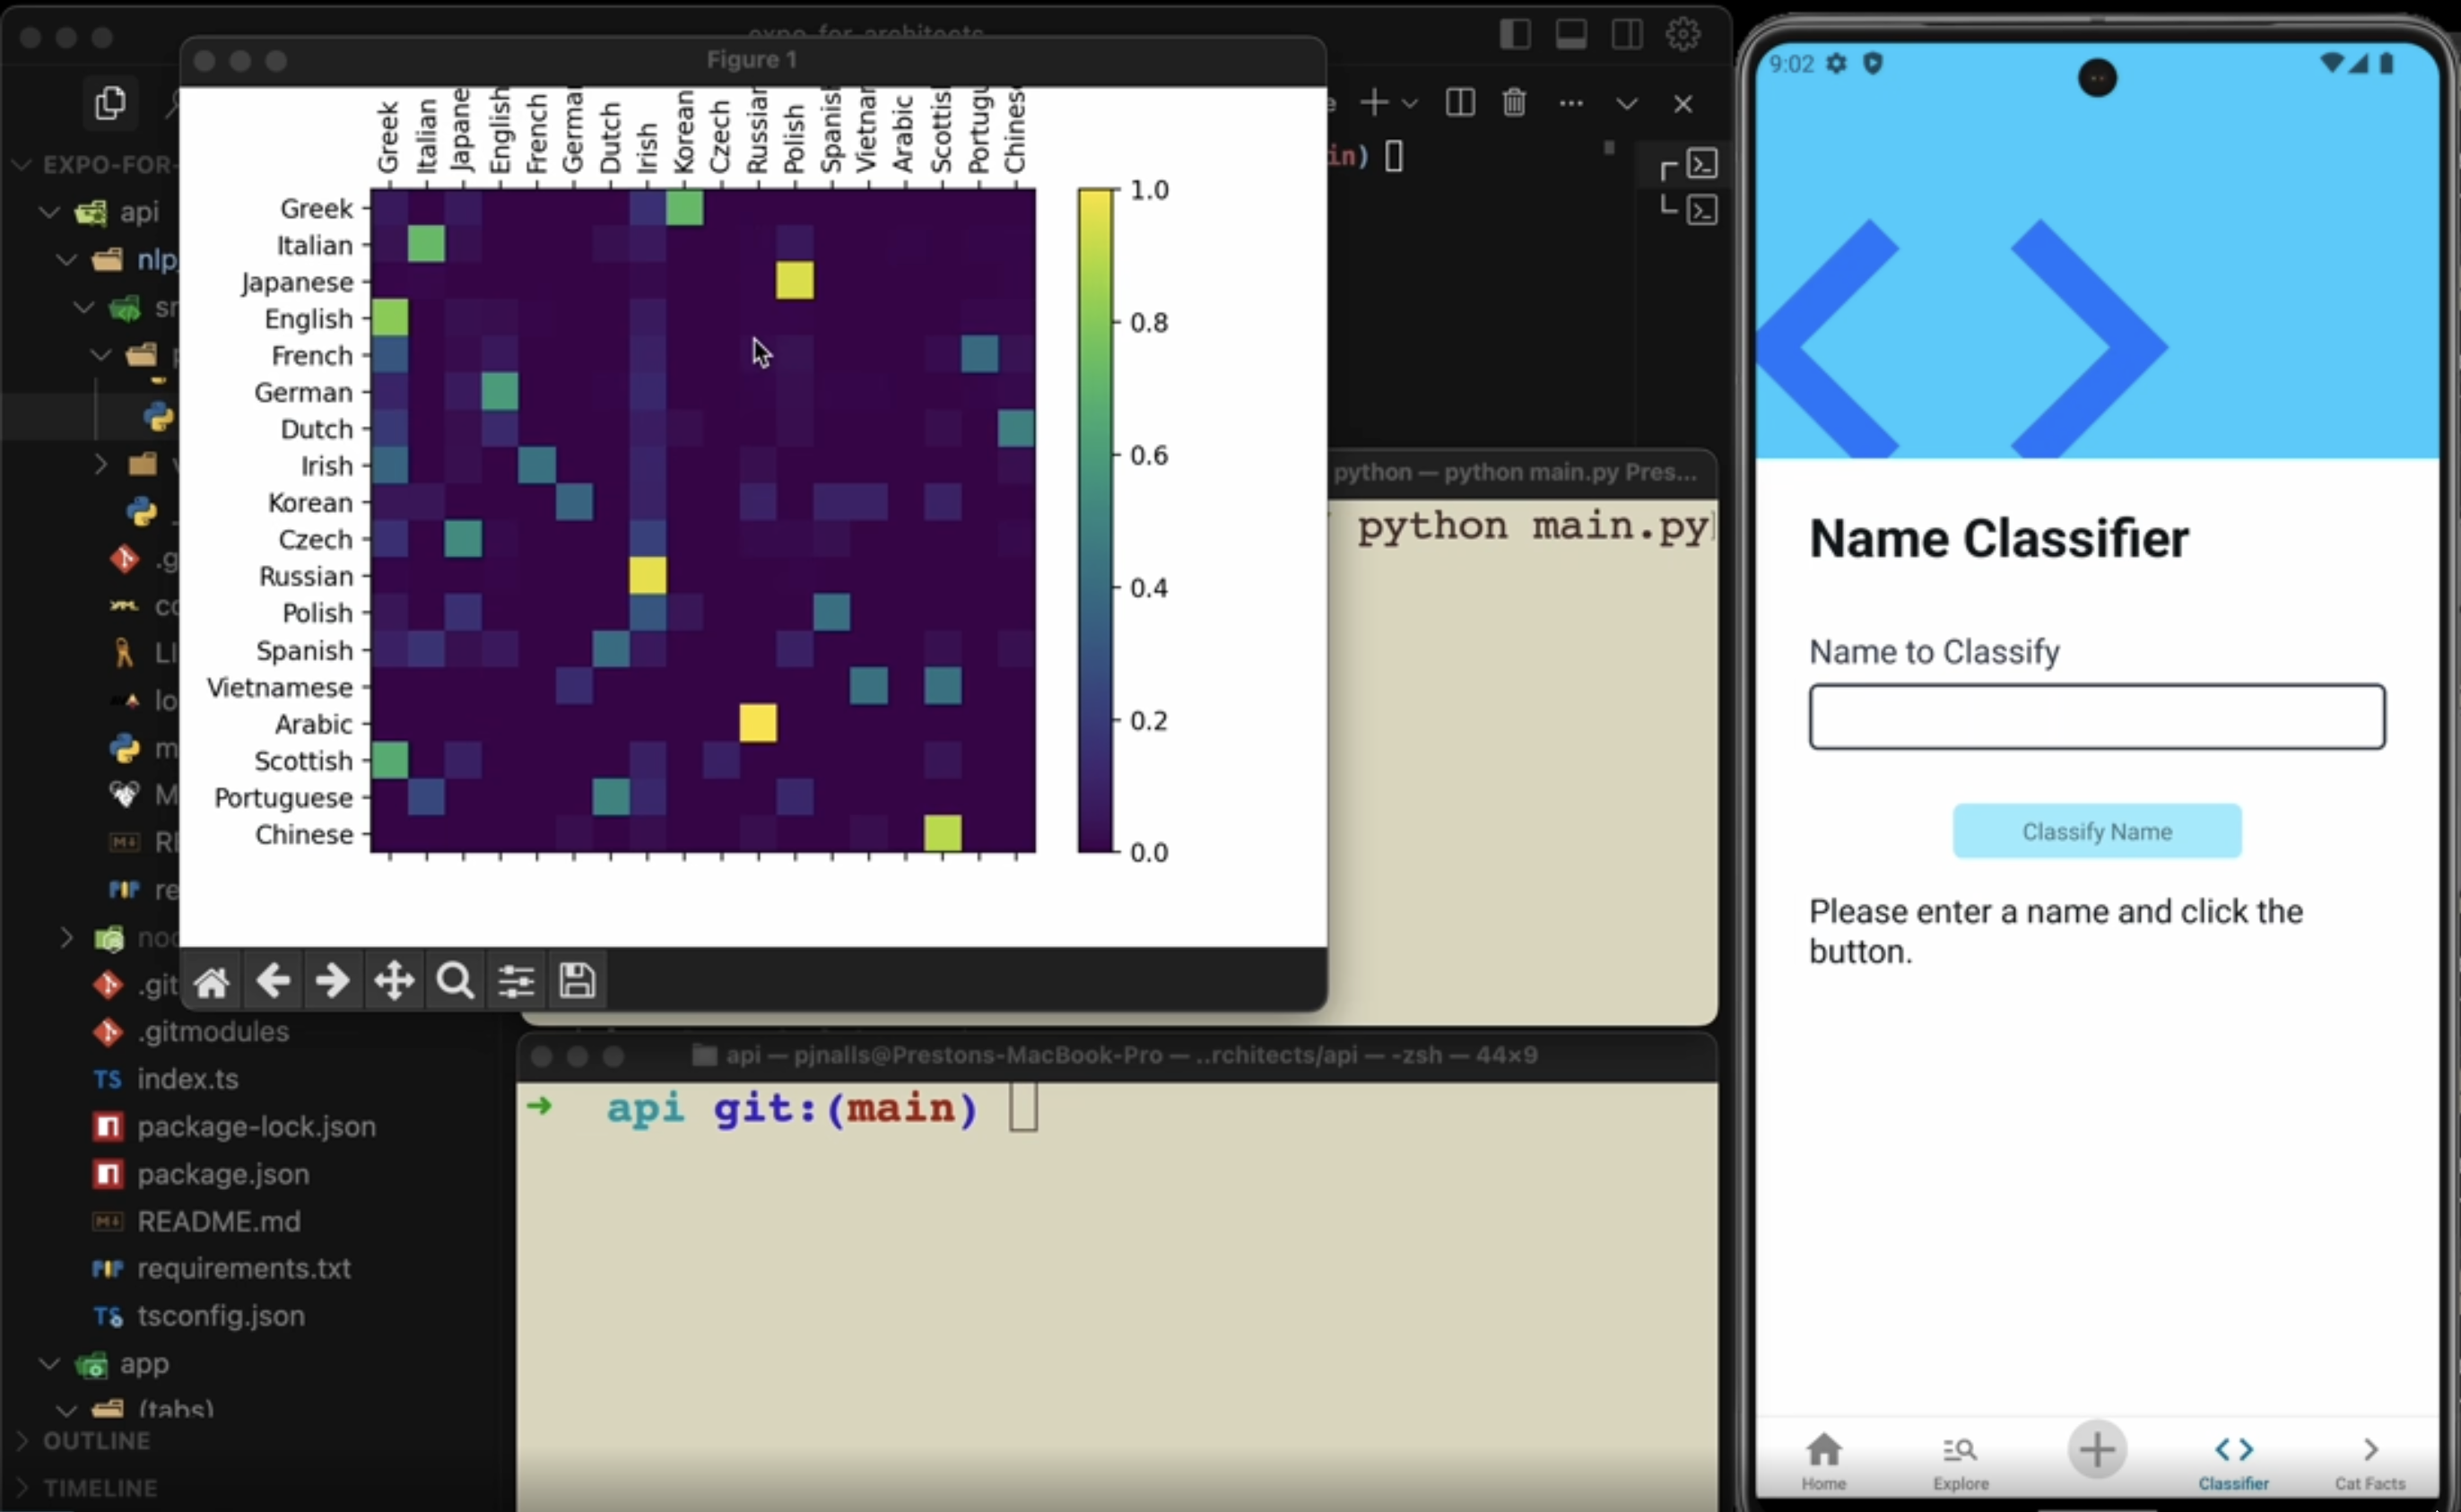 expo_for_architects
Figure 1
Greek
Italian
Japane
English
French
Germa
Dutch
Irish
Korean
Czech
Russian
Polish
Spanish
Vietnar
Arabic
Scottis
Portugu
Chinese
Greek
Italian
Japanese
English
French
German
Dutch
Irish
Korean
Czech
Russian
Polish
Spanish
Vietnamese
Arabic
Scottish
Portuguese
Chinese
1.0
0.8
0.6
0.4
0.2
0.0
EXPO-FOR-
api
nlp
sr
.g
co
LI
lo
m
M
RE
re
noc
.git
.gitmodules
index.ts
package-lock.json
package.json
README.md
requirements.txt
tsconfig.json
app
(tabs)
OUTLINE
TIMELINE
in)
python — python main.py Pres...
python main.py
api — pjnalls@Prestons-MacBook-Pro — ..rchitects/api — -zsh — 44×9
➜ api git:(main)
9:02
Name Classifier
Name to Classify
Classify Name
Please enter a name and click the
button.
Home
Explore
Classifier
Cat Facts